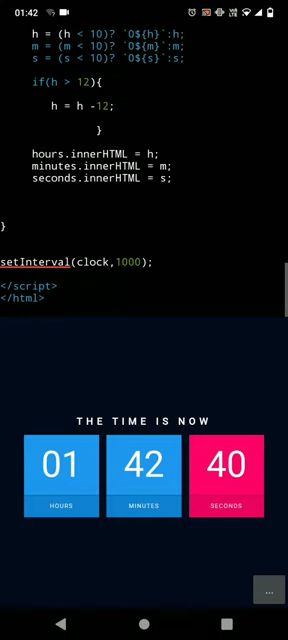 01:42
h = (h < 10)? `0${h}`:h;
m = (m < 10)? `0${m}`:m;
s = (s < 10)? `0${s}`:s;
if(h > 12){
h = h -12;
}
hours.innerHTML = h;
minutes.innerHTML = m;
seconds.innerHTML = s;
}
setInterval(clock,1000);
</script>
</html>
THE TIME IS NOW
01 42 40
HOURS MINUTES SECONDS
...